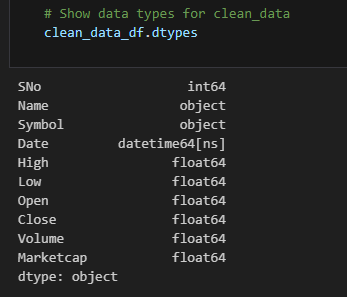 # Show data types for clean_data
clean_data_df.dtypes
SNo int64
Name object
Symbol object
Date datetime64[ns]
High float64
Low float64
Open float64
Close float64
Volume float64
Marketcap float64
dtype: object